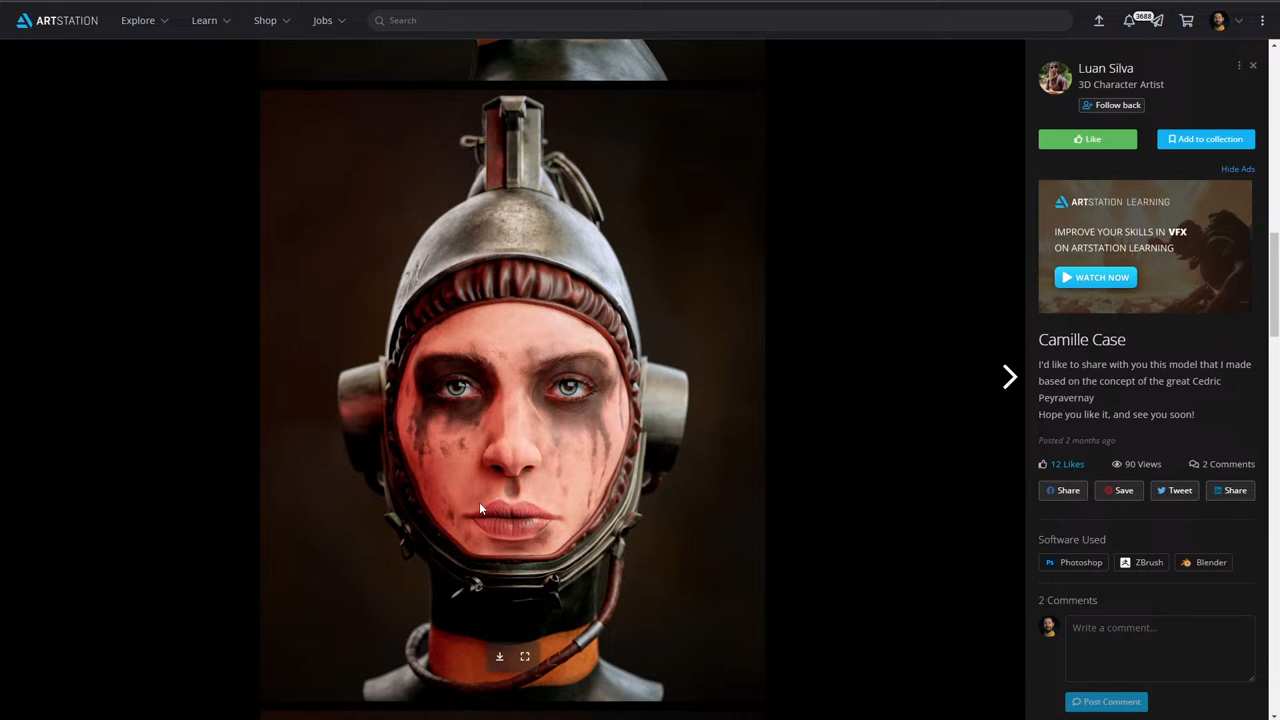 ARTSTATION Explore Learn Shop Jobs Search 3688
Luan Silva
3D Character Artist
Follow back
Like Add to collection
Hide Ads
ARTSTATION LEARNING
IMPROVE YOUR SKILLS IN VFX
ON ARTSTATION LEARNING
WATCH NOW
Camille Case
I'd like to share with you this model that I made
based on the concept of the great Cedric
Peyravernay
Hope you like it, and see you soon!
Posted 2 months ago
12 Likes 90 Views 2 Comments
Share Save Tweet Share
Software Used
Ps Photoshop ZBrush Blender
2 Comments
Write a comment...
Post Comment